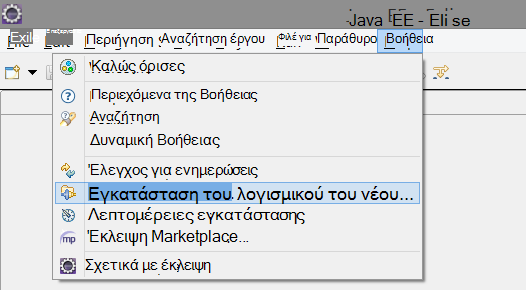 Java EE - Eli se
Exile Edit Περιήγηση Αναζήτηση έργου Φιλέ για Παράθυρο Βοήθεια
Καλώς όρισες
Περιεχόμενα της Βοήθειας
Αναζήτηση
Δυναμική Βοήθειας
Έλεγχος για ενημερώσεις
Εγκατάσταση του λογισμικού του νέου...
Λεπτομέρειες εγκατάστασης
Έκλειψη Marketplace...
Σχετικά με έκλειψη